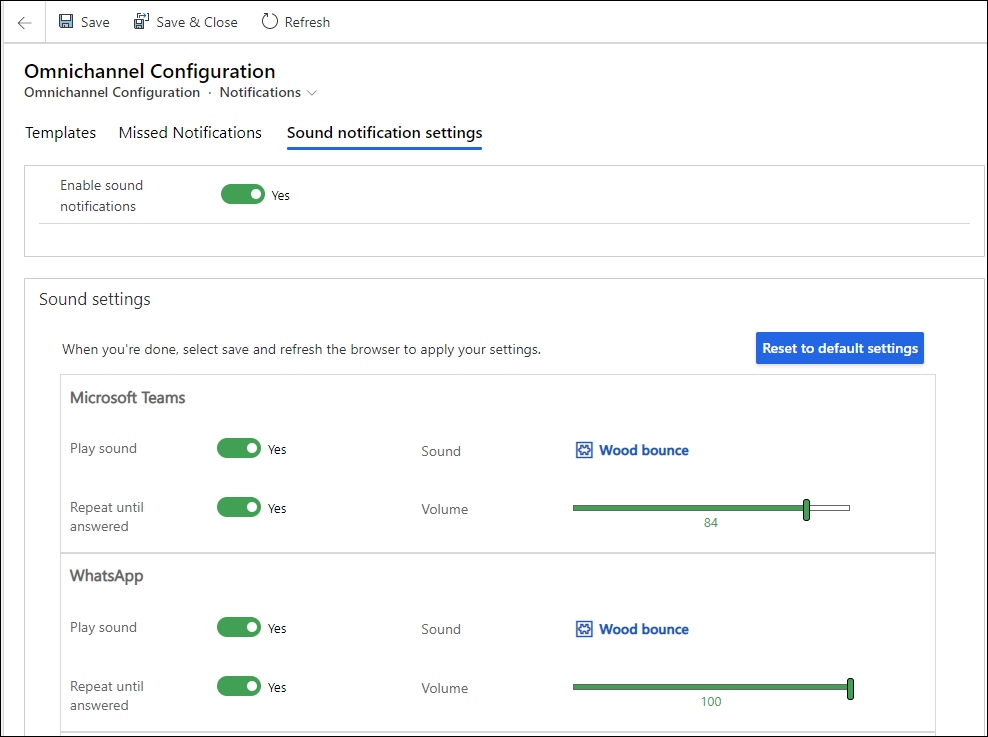 Save
Save & Close
Refresh
Omnichannel Configuration
Omnichannel Configuration · Notifications
Templates
Missed Notifications
Sound notification settings
Enable sound
notifications
Yes
Sound settings
When you're done, select save and refresh the browser to apply your settings.
Reset to default settings
Microsoft Teams
Play sound
Yes
Sound
Wood bounce
Repeat until
answered
Yes
Volume
84
WhatsApp
Play sound
Yes
Sound
Wood bounce
Repeat until
answered
Yes
Volume
100